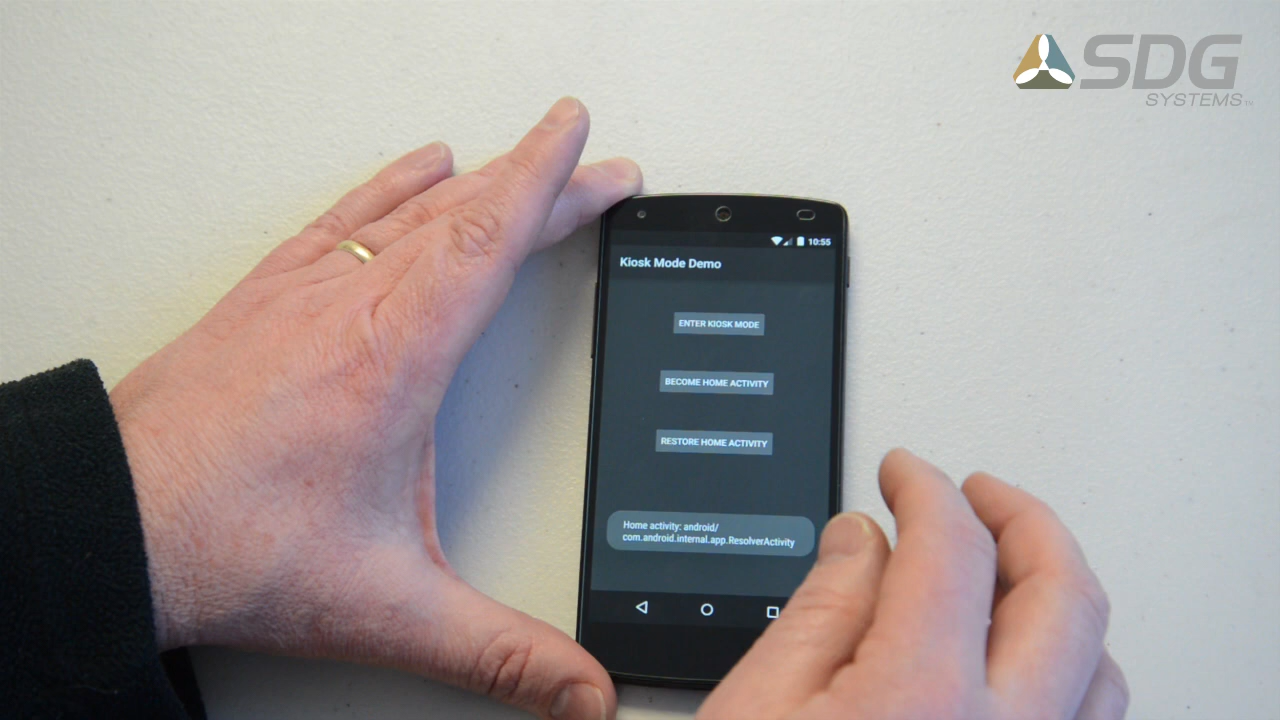 SDG
SYSTEMS™
10:55
Kiosk Mode Demo
ENTER KIOSK MODE
BECOME HOME ACTIVITY
RESTORE HOME ACTIVITY
Home activity: android/
com.android.internal.app.ResolverActivity